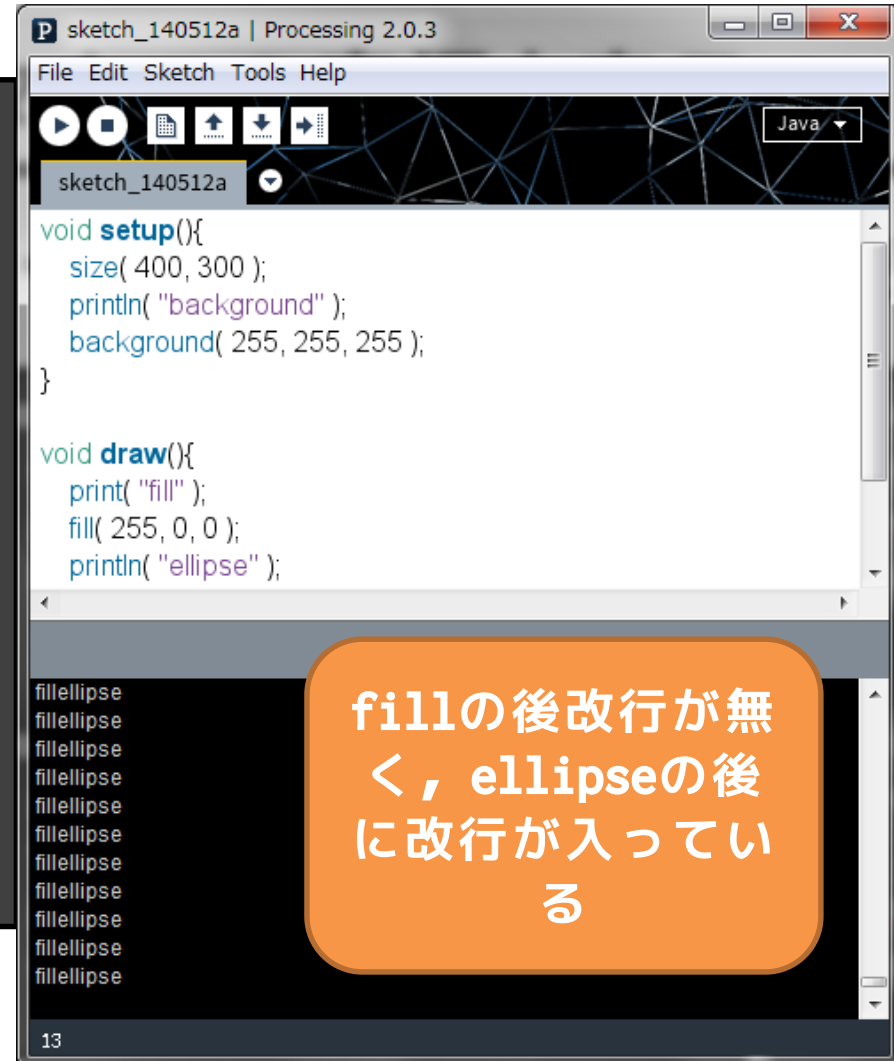 sketch_140512a | Processing 2.0.3
File Edit Sketch Tools Help
Java
sketch_140512a
void setup(){
size( 400, 300 );
println( "background" );
background( 255, 255, 255 );
}
void draw(){
print( "fill" );
fill( 255, 0, 0 );
println( "ellipse" );
fillellipse
fillellipse
fillellipse
fillellipse
fillellipse
fillellipse
fillellipse
fillellipse
fillellipse
fillellipse
fillellipse
fillの後改行が無
く，ellipseの後
に改行が入ってい
る
13